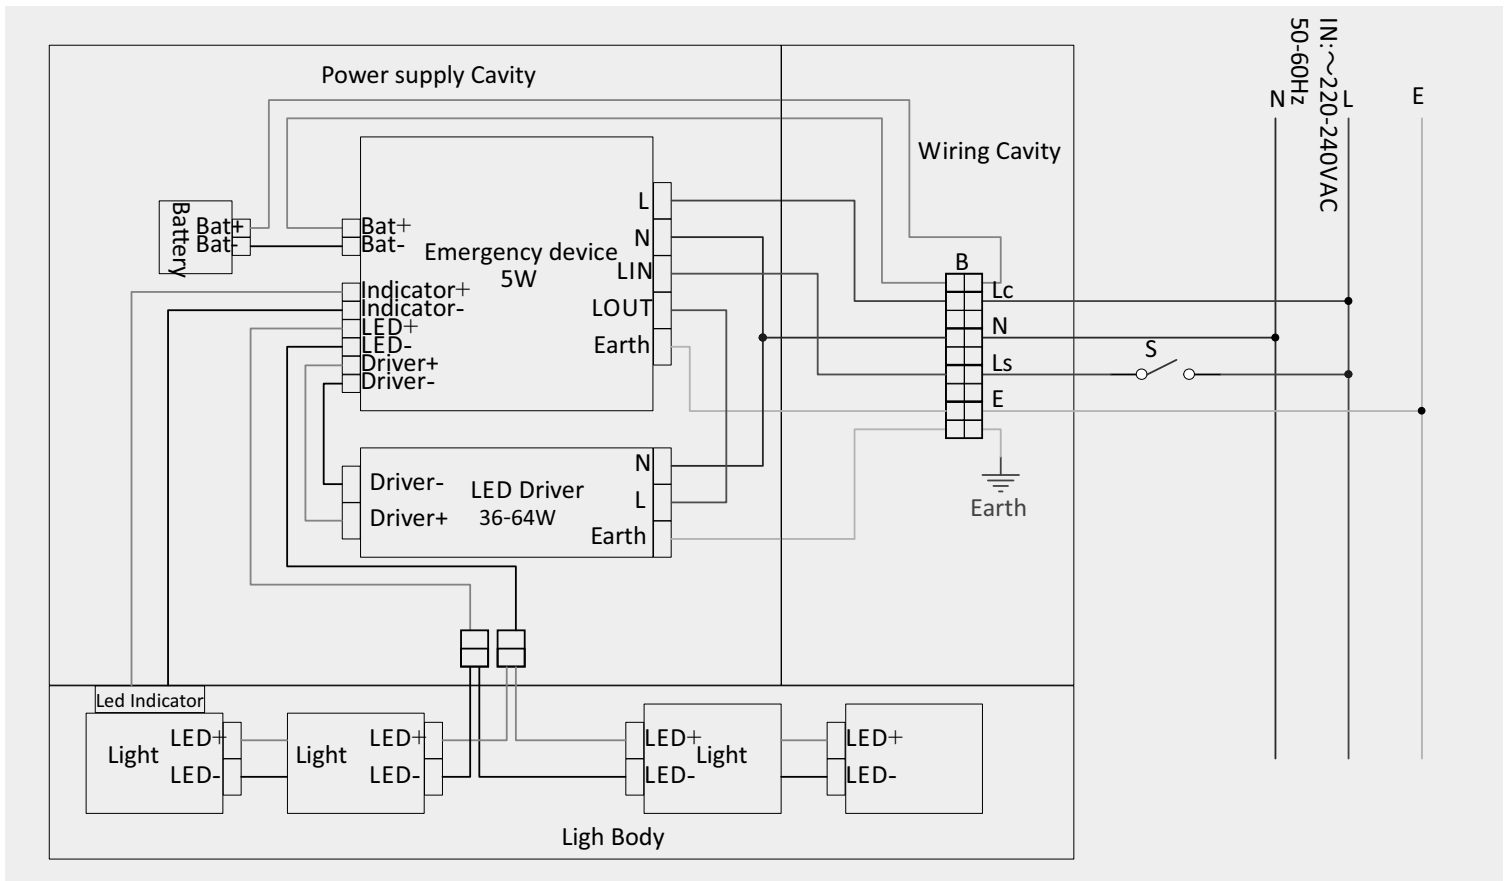 IN:～220-240VAC
50-60Hz
Power supply Cavity
N
L
E
Wiring Cavity
Battery
Bat+
Bat-
Bat+
Bat-
Emergency device
5W
Indicator+
Indicator-
LED+
LED-
Driver+
Driver-
L
N
LIN
LOUT
Earth
B
Lc
N
Ls
S
E
Earth
Driver-
Driver+
LED Driver
36-64W
N
L
Earth
Led Indicator
Light
LED+
LED-
Light
LED+
LED-
LED+
LED-
Light
LED+
LED-
Ligh Body